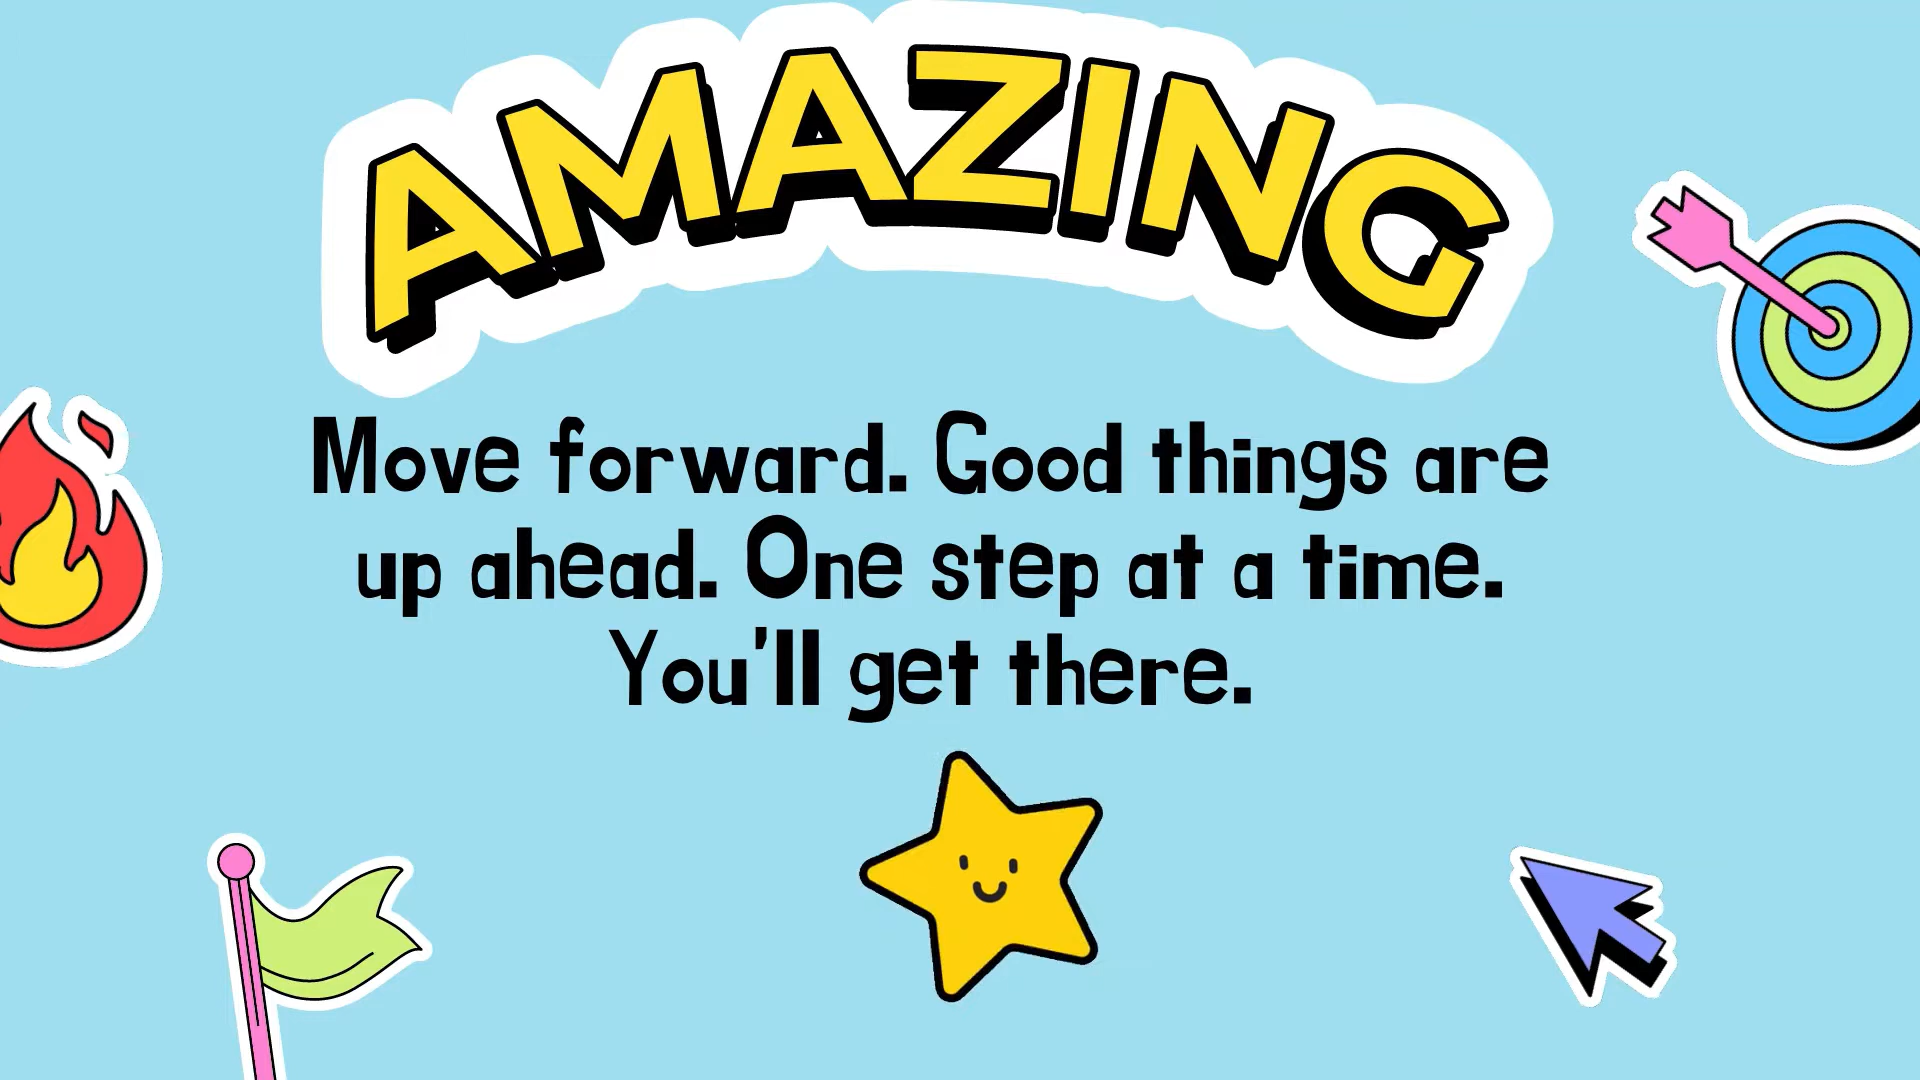 AMAZING
Move forward. Good things are
up ahead. One step at a time.
You'll get there.